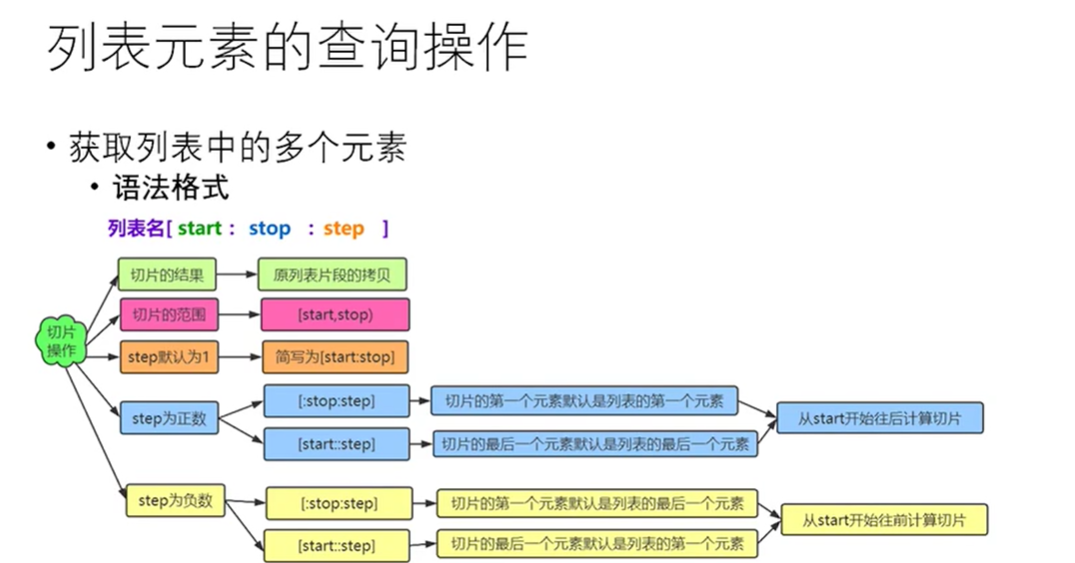 列表元素的查询操作
• 获取列表中的多个元素
• 语法格式
列表名[ start : stop : step ]
切片操作
切片的结果
原列表片段的拷贝
切片的范围
[start,stop)
step默认为1
简写为[start:stop]
step为正数
[:stop:step]
切片的第一个元素默认是列表的第一个元素
[start::step]
切片的最后一个元素默认是列表的最后一个元素
从start开始往后计算切片
step为负数
[:stop:step]
切片的第一个元素默认是列表的最后一个元素
[start::step]
切片的最后一个元素默认是列表的第一个元素
从start开始往前计算切片